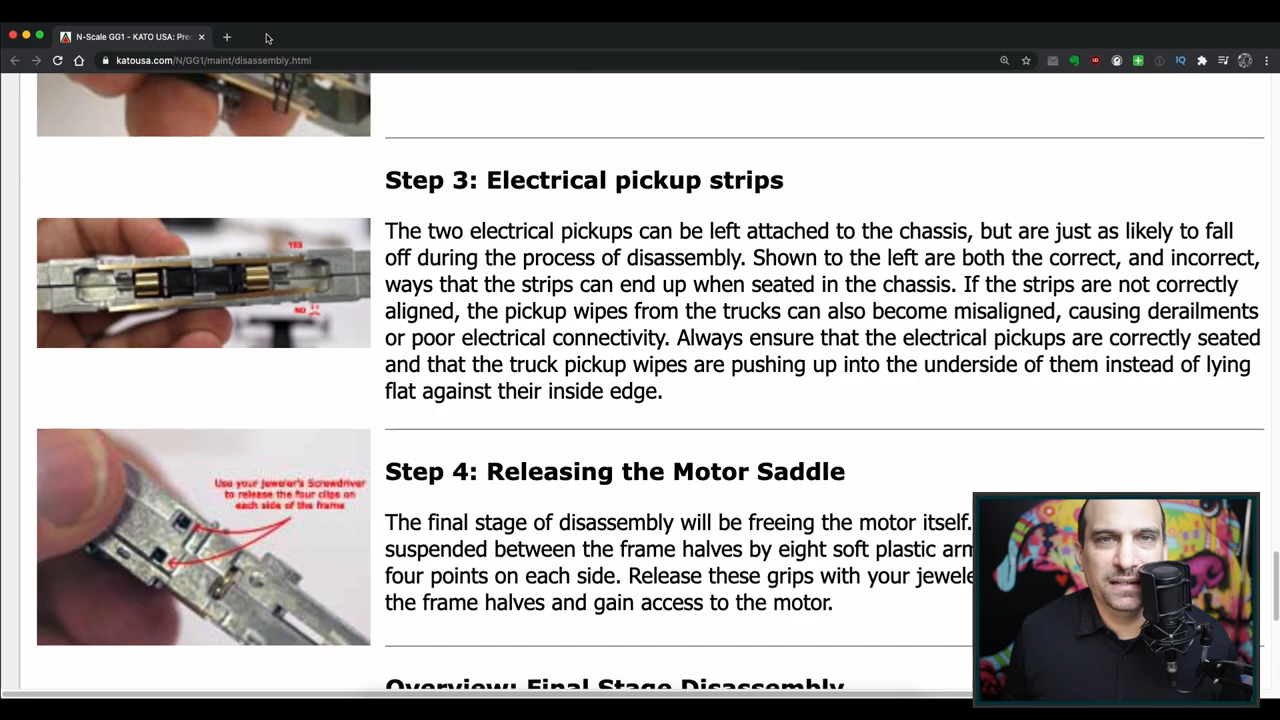 N-Scale GG1 - KATO USA: Pre
katousa.com/N/GG1/maint/disassembly.html
Step 3: Electrical pickup strips
The two electrical pickups can be left attached to the chassis, but are just as likely to fall
off during the process of disassembly. Shown to the left are both the correct, and incorrect,
ways that the strips can end up when seated in the chassis. If the strips are not correctly
aligned, the pickup wipes from the trucks can also become misaligned, causing derailments
or poor electrical connectivity. Always ensure that the electrical pickups are correctly seated
and that the truck pickup wipes are pushing up into the underside of them instead of lying
flat against their inside edge.
YES
NO
Step 4: Releasing the Motor Saddle
Use your jeweler's Screwdriver
to release the four clips on
each side of the frame
The final stage of disassembly will be freeing the motor itself.
suspended between the frame halves by eight soft plastic arm
four points on each side. Release these grips with your jewele
the frame halves and gain access to the motor.
Overview: Final Stage Disassembly